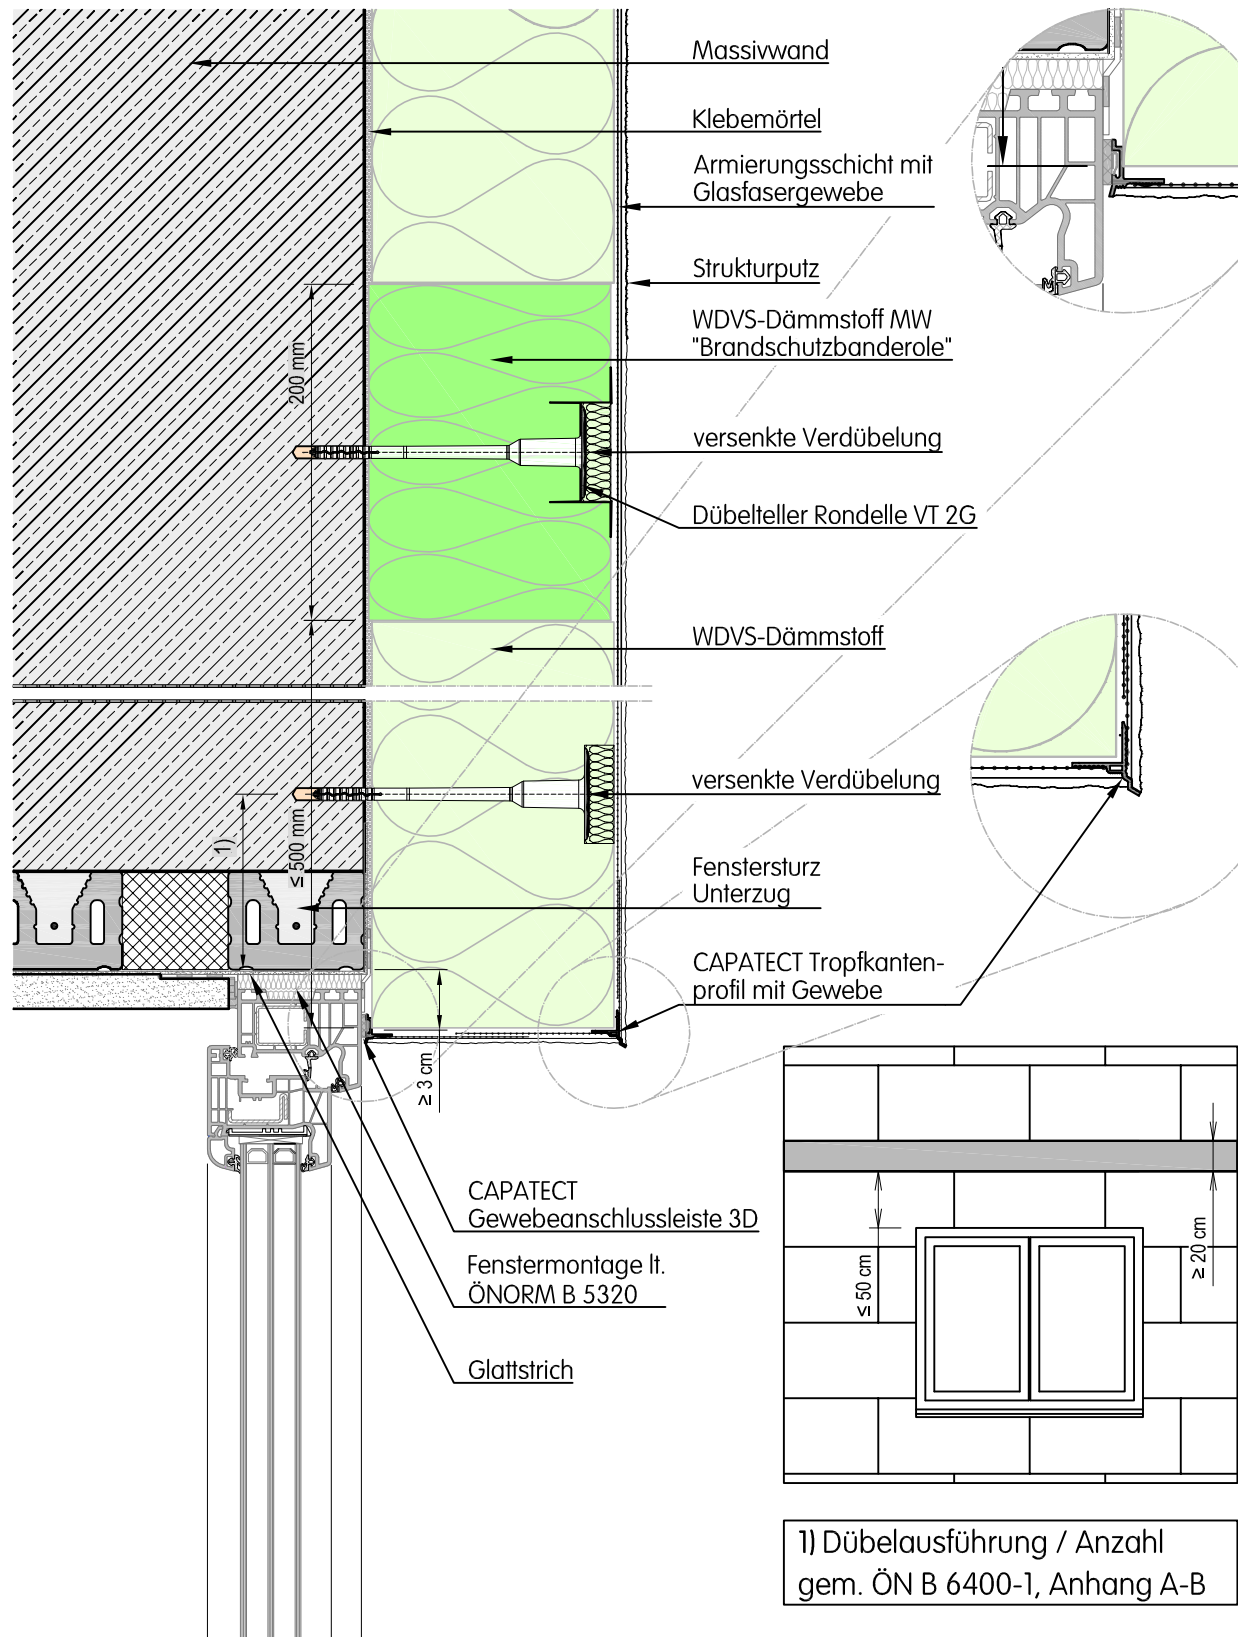 Massivwand
Klebemörtel
Armierungsschicht mit
Glasfasergewebe
Strukturputz
WDVS-Dämmstoff MW
"Brandschutzbanderole"
200 mm
versenkte Verdübelung
Dübelteller Rondelle VT 2G
WDVS-Dämmstoff
versenkte Verdübelung
1)
≤ 500 mm
Fenstersturz
Unterzug
CAPATECT Tropfkanten-
profil mit Gewebe
≥ 3 cm
CAPATECT
Gewebeanschlussleiste 3D
Fenstermontage lt.
ÖNORM B 5320
Glattstrich
≤ 50 cm
≥ 20 cm
1) Dübelausführung / Anzahl
gem. ÖN B 6400-1, Anhang A-B